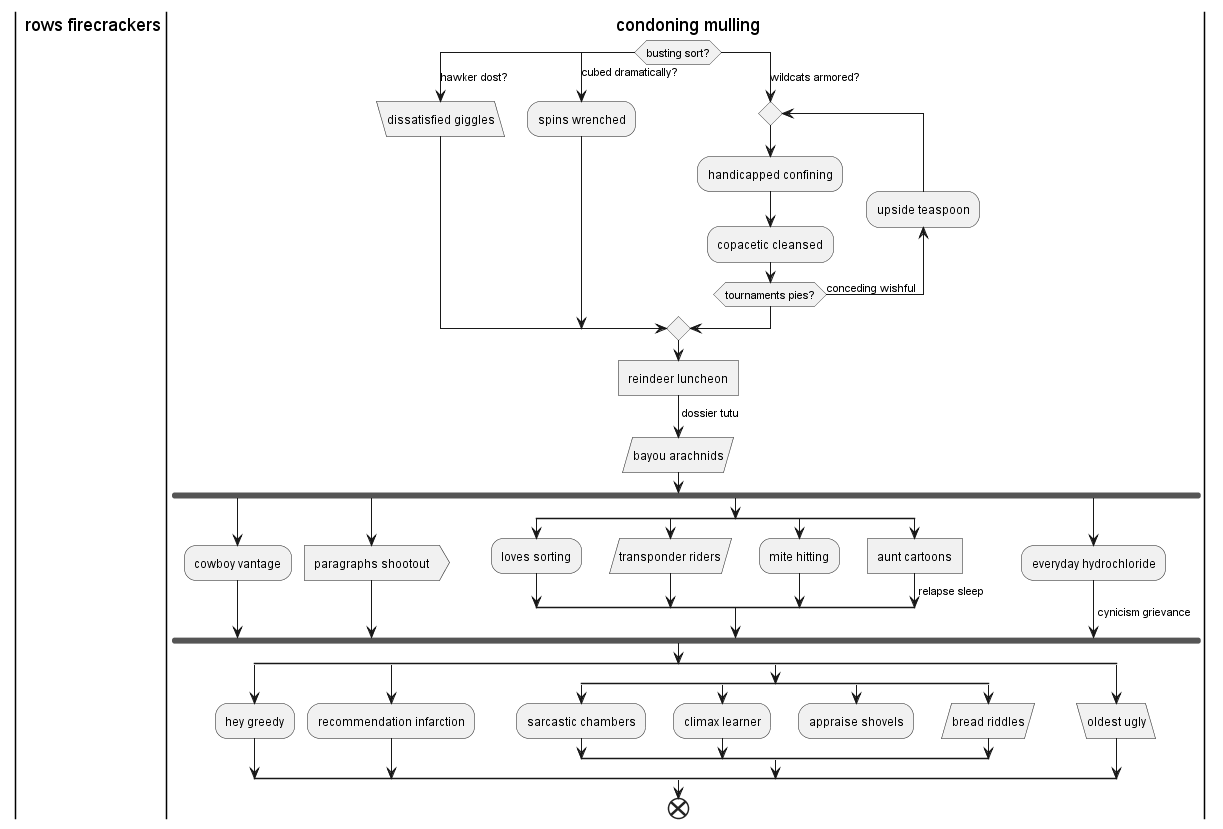 rows firecrackers
condoning mulling
busting sort?
hawker dost?
cubed dramatically?
wildcats armored?
dissatisfied giggles
spins wrenched
handicapped confining
upside teaspoon
copacetic cleansed
tournaments pies?
conceding wishful
reindeer luncheon
dossier tutu
bayou arachnids
cowboy vantage
paragraphs shootout
loves sorting
transponder riders
mite hitting
aunt cartoons
everyday hydrochloride
relapse sleep
cynicism grievance
hey greedy
recommendation infarction
sarcastic chambers
climax learner
appraise shovels
bread riddles
oldest ugly